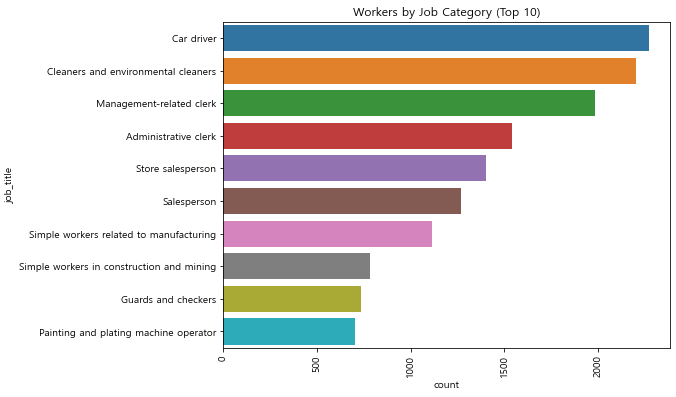 Workers by Job Category (Top 10)
Car driver
Cleaners and environmental cleaners
Management-related clerk
Administrative clerk
Store salesperson
Salesperson
Simple workers related to manufacturing
Simple workers in construction and mining
Guards and checkers
Painting and plating machine operator
job_title
0
500
1000
1500
2000
count